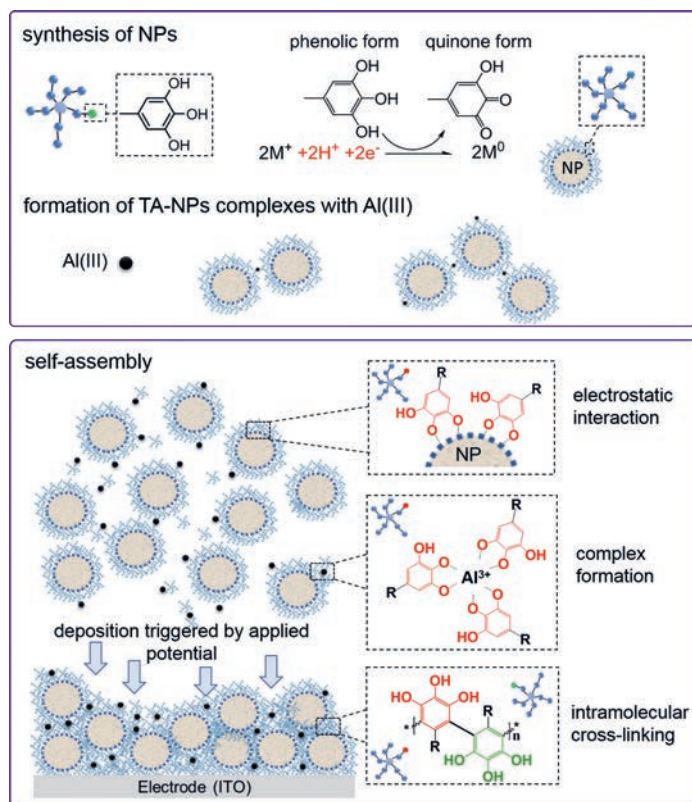 synthesis of NPs
phenolic form
quinone form
OH
OH
OH
OH
OH
OH
OH
O
O
2M⁺ +2H⁺ +2e⁻
2M⁰
NP
formation of TA-NPs complexes with Al(III)
Al(III)
self-assembly
R
R
HO
O
O
HO
O
O
NP
electrostatic
interaction
R
OH
O
O
O
O
OH
Al³⁺
R
O
O
HO
R
complex
formation
deposition triggered by applied
potential
OH
HO
OH
R
*
*
n
R
HO
OH
OH
intramolecular
cross-linking
Electrode (ITO)